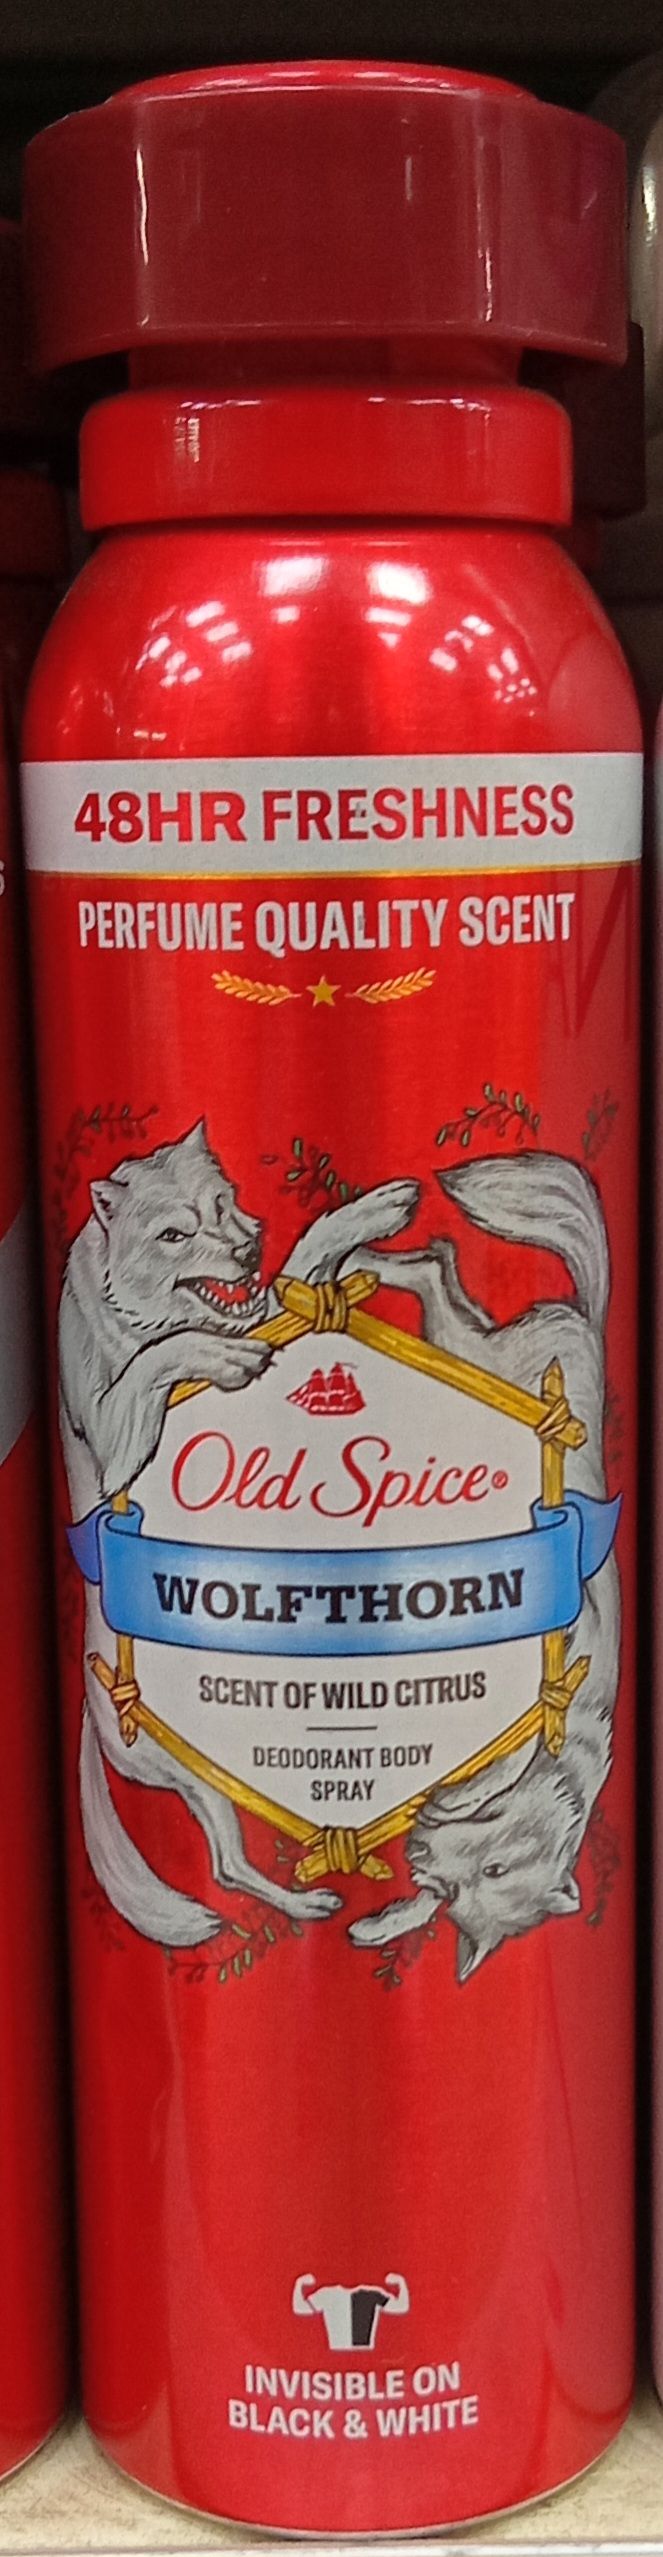 48HR FRESHNESS
PERFUME QUALITY SCENT
Old Spice®
WOLFTHORN
SCENT OF WILD CITRUS
DEODORANT BODY
SPRAY
INVISIBLE ON
BLACK & WHITE